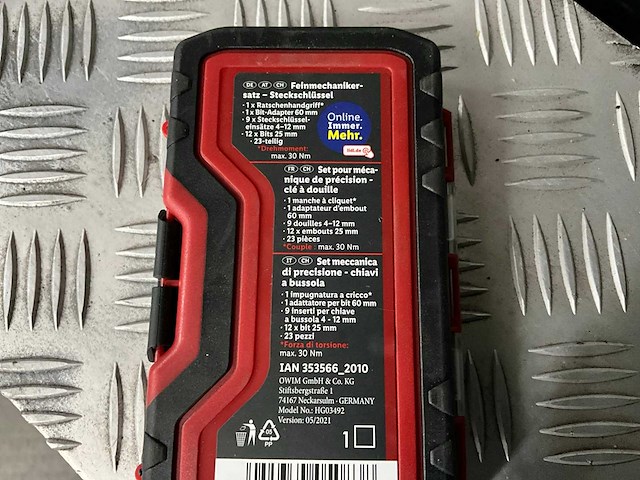 DE AT CH Feinmechaniker-
satz – Steckschlüssel
· 1 x Ratschenhandgriff*
· 1 x Bit-Adapter 60 mm
· 9 x Steckschlüssel-
einsätze 4–12 mm
· 12 x Bits 25 mm
· 23-teilig
*Drehmoment:
max. 30 Nm
Online.
Immer.
Mehr.
lidl.de
FR CH Set pour méca-
nique de précision -
clé à douille
· 1 manche à cliquet*
· 1 adaptateur d'embout
60 mm
· 9 douilles 4–12 mm
· 12 x embouts 25 mm
· 23 pièces
*Couple : max. 30 Nm
IT CH Set meccanica
di precisione - chiavi
a bussola
· 1 impugnatura a cricco*
· 1 adattatore per bit 60 mm
· 9 inserti per chiave
a bussola 4 - 12 mm
· 12 x bit 25 mm
· 23 pezzi
*Forza di torsione:
max. 30 Nm
IAN 353566_2010
OWIM GmbH & Co. KG
Stiftsbergstraße 1
74167 Neckarsulm · GERMANY
Model No.: HG03492
Version: 05/2021
05
PP
1